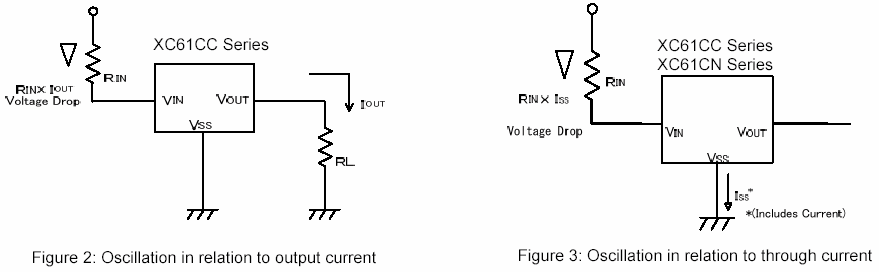 XC61CC Series
RIN
RIN X IOUT
Voltage Drop
VIN
VOUT
VSS
IOUT
RL
Figure 2: Oscillation in relation to output current
XC61CC Series
XC61CN Series
RIN
RIN X ISS
Voltage Drop
VIN
VOUT
VSS
ISS*
*(Includes Current)
Figure 3: Oscillation in relation to through current